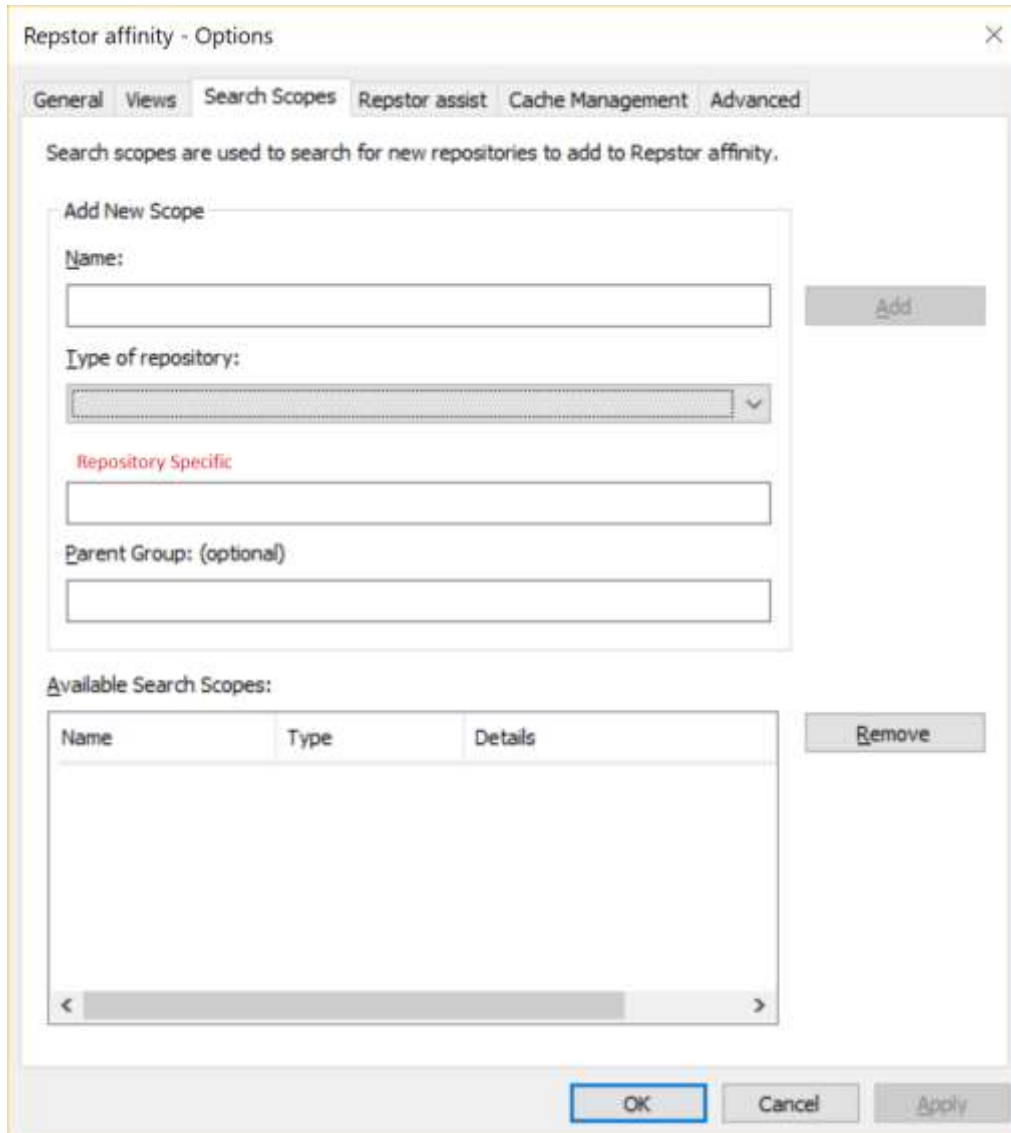 Repstor affinity - Options
General Views Search Scopes Repstor assist Cache Management Advanced
Search scopes are used to search for new repositories to add to Repstor affinity.
Add New Scope
Name:
Add
Type of repository:
Repository Specific
Parent Group: (optional)
Available Search Scopes:
Name Type Details
Remove
OK Cancel Apply